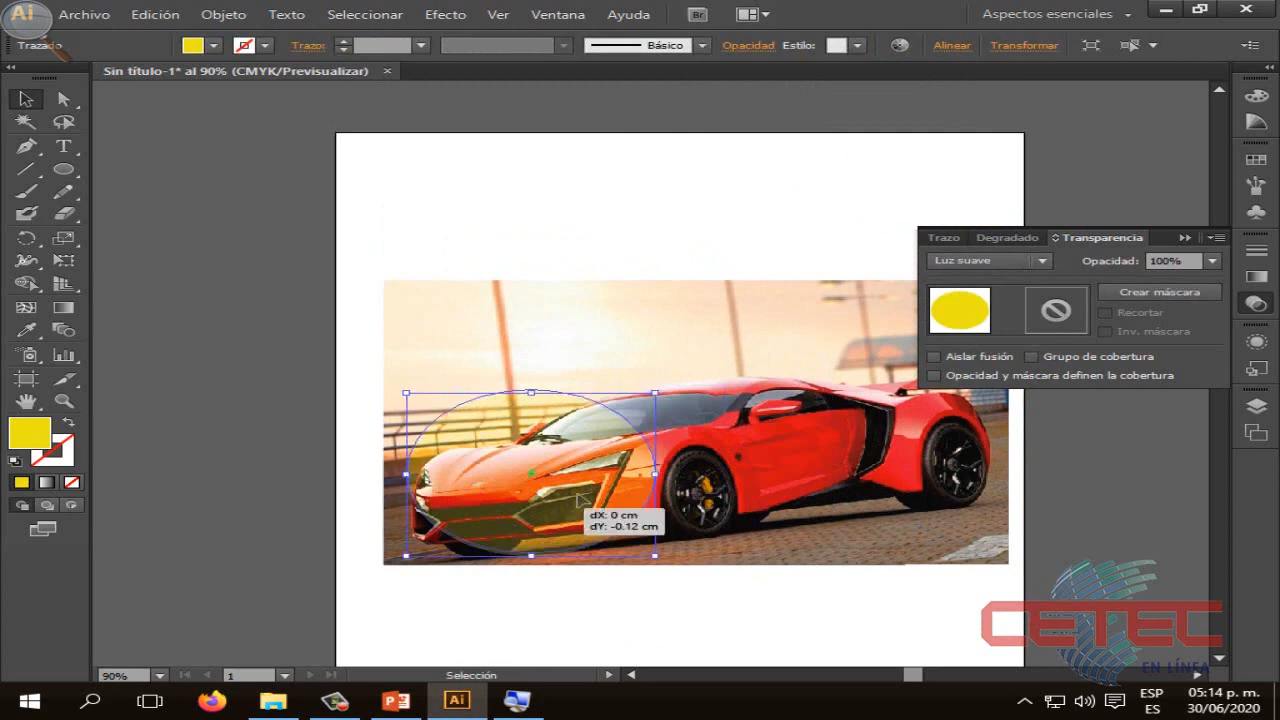 Ai Archivo Edición Objeto Texto Seleccionar Efecto Ver Ventana Ayuda Br Aspectos esenciales
Trazado Trazo: Básico Opacidad Estilo: Alinear Transformar
Sin título-1* al 90% (CMYK/Previsualizar)
Trazo Degradado Transparencia
Luz suave Opacidad: 100%
Crear máscara
Recortar
Inv. máscara
Aislar fusión Grupo de cobertura
Opacidad y máscara definen la cobertura
dX: 0 cm
dY: -0.12 cm
CETEC
EN LÍNEA
90% 1 Selección
Ai ESP 05:14 p. m.
ES 30/06/2020